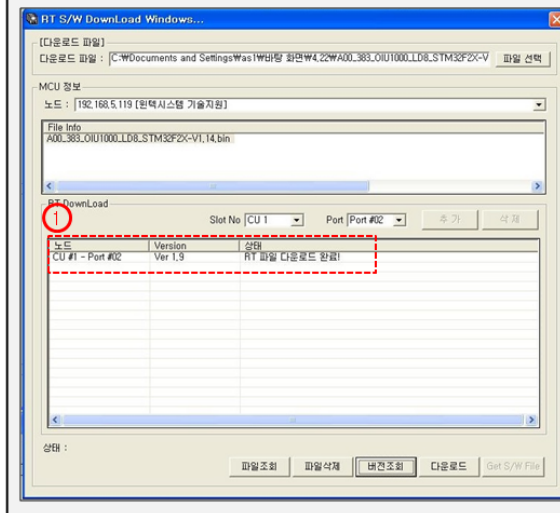 RT S/W DownLoad Windows...
[다운로드 파일]
다운로드 파일 : C:₩Documents and Settings₩as1₩바탕 화면₩4,22₩A00_383_OIU1000_LD8_STM32F2X-V 파일 선택
MCU 정보
노드 : 192,168,5,119 [윈텍시스템 기술지원]
File Info
A00_383_OIU1000_LD8_STM32F2X-V1,14,bin
RT DownLoad
1
Slot No CU 1 Port Port #02 추 가 삭 제
노드 Version 상태
CU #1 - Port #02 Ver 1,9 RT 파일 다운로드 완료!
상태 :
파일조회 파일삭제 버전조회 다운로드 Get S/W File